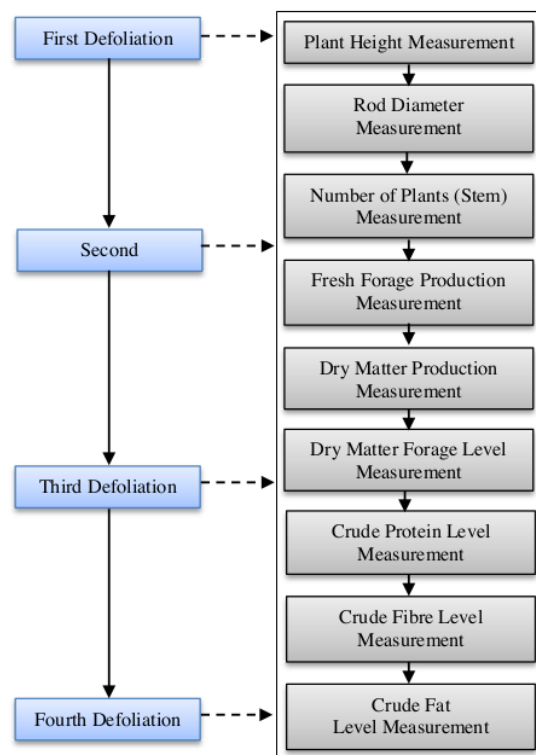 First Defoliation
Second
Third Defoliation
Fourth Defoliation
Plant Height Measurement
Rod Diameter
Measurement
Number of Plants (Stem)
Measurement
Fresh Forage Production
Measurement
Dry Matter Production
Measurement
Dry Matter Forage Level
Measurement
Crude Protein Level
Measurement
Crude Fibre Level
Measurement
Crude Fat
Level Measurement